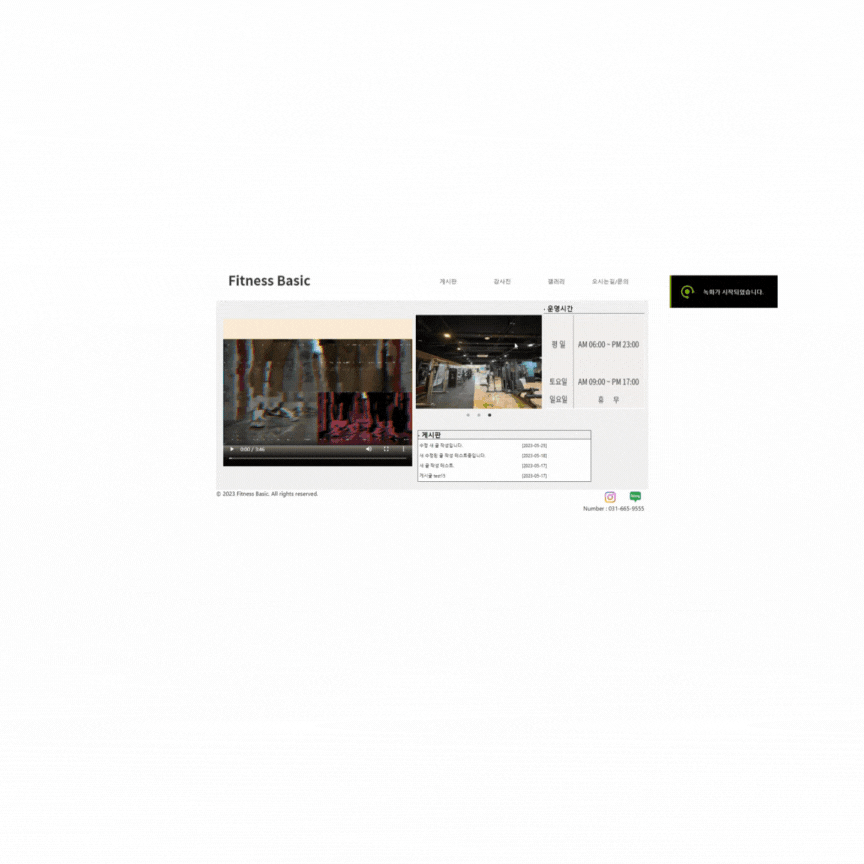 Fitness Basic
게시판
강사진
갤러리
오시는길/문의
녹화가 시작되었습니다.
· 운영시간
평 일 AM 06:00 ~ PM 23:00
토요일 AM 09:00 ~ PM 17:00
일요일 휴 무
0:00 / 5:46
· 게시판
수정 새 글 작성입니다. [2023-05-25]
새 수정된 글 작성 테스트중입니다. [2023-05-18]
새 글 작성 테스트. [2023-05-17]
게시글 test11 [2023-05-17]
© 2023 Fitness Basic. All rights reserved.
Number : 031-665-9555